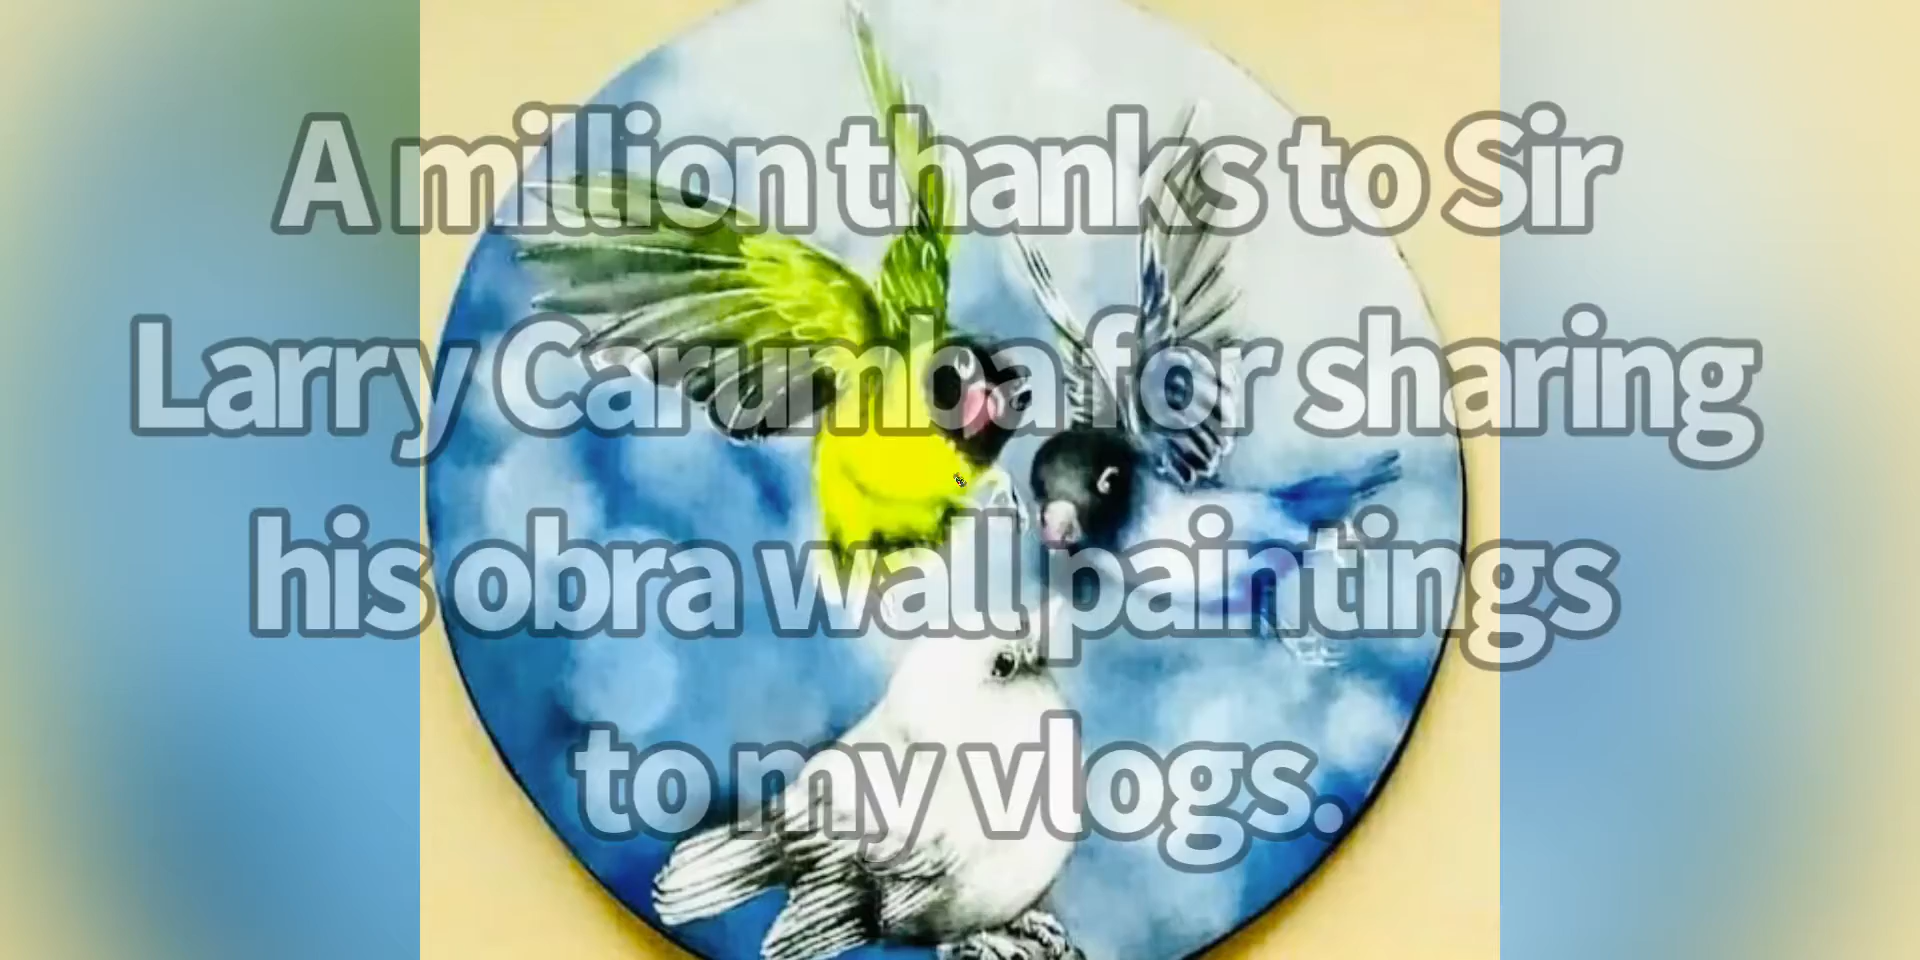 A million thanks to Sir
Larry Carumba for sharing
his obra wall paintings
to my vlogs.